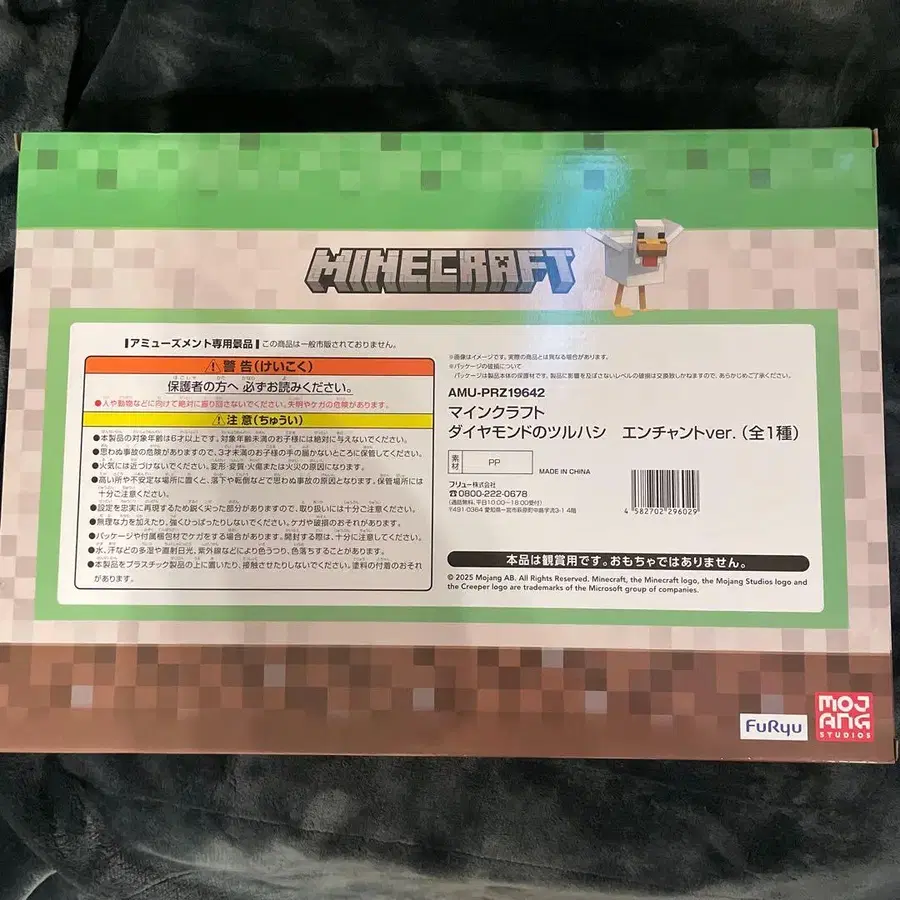 MINECRAFT
アミューズメント専用景品 この商品は一般市販されておりません。
⚠警告(けいこく)
保護者の方へ 必ずお読みください。
●人や動物などに向けて絶対に振り回さないでください。失明やケガの危険があります。
⚠注意(ちゅうい)
●本製品の対象年齢は6才以上です。対象年齢未満のお子様には絶対に与えないでください。
●思わぬ事故の危険がありますので、3才未満のお子様の手の届かないところに保管してください。
●火気には近づけないでください。変形・変質・火傷または火災の原因になります。
●高い所や不安定な場所に置くと、落下や転倒などで思わぬ事故の原因となります。保管場所には
十分ご注意ください。
●設定を忠実に再現するため鋭く尖った部分がありますので、取り扱いには十分ご注意ください。
●無理な力を加えたり、強くひっぱったりしないでください。ケガや破損のおそれがあります。
●パッケージや付属梱包材でケガをする場合があります。開封する際は、十分に注意してください。
●水、汗などの多湿や直射日光、紫外線などにより色うつり、色落ちすることがあります。
●本製品をプラスチック製品の上に置いたり、接触させたりしないでください。塗料の付着のおそれ
があります。
※画像はイメージです。実際の商品とは異なる場合があります。
※パッケージの破損について
パッケージは製品本体の保護材です。製品に影響を及ぼさないレベルの破損は交換致しかねますので、あらかじめご了承ください。
AMU-PRZ19642
マインクラフト
ダイヤモンドのツルハシ エンチャントver.(全1種)
素材 PP MADE IN CHINA
フリュー株式会社
☎0800-222-0678
(通話無料、平日10:00~18:00受付)
〒491-0364 愛知県一宮市萩原町中島字流3-1 4階
4 582702 296029
本品は観賞用です。おもちゃではありません。
© 2025 Mojang AB. All Rights Reserved. Minecraft, the Minecraft logo, the Mojang Studios logo and
the Creeper logo are trademarks of the Microsoft group of companies.
FuRyu
MOJANG
STUDIOS